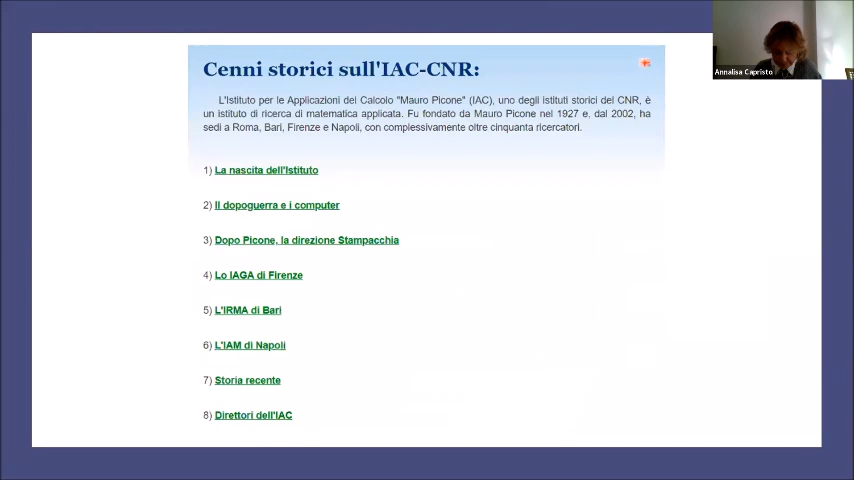 Cenni storici sull'IAC-CNR:
L'Istituto per le Applicazioni del Calcolo "Mauro Picone" (IAC), uno degli istituti storici del CNR, è
un istituto di ricerca di matematica applicata. Fu fondato da Mauro Picone nel 1927 e, dal 2002, ha
sedi a Roma, Bari, Firenze e Napoli, con complessivamente oltre cinquanta ricercatori.
1) La nascita dell'Istituto
2) Il dopoguerra e i computer
3) Dopo Picone, la direzione Stampacchia
4) Lo IAGA di Firenze
5) L'IRMA di Bari
6) L'IAM di Napoli
7) Storia recente
8) Direttori dell'IAC
Annalisa Capristo